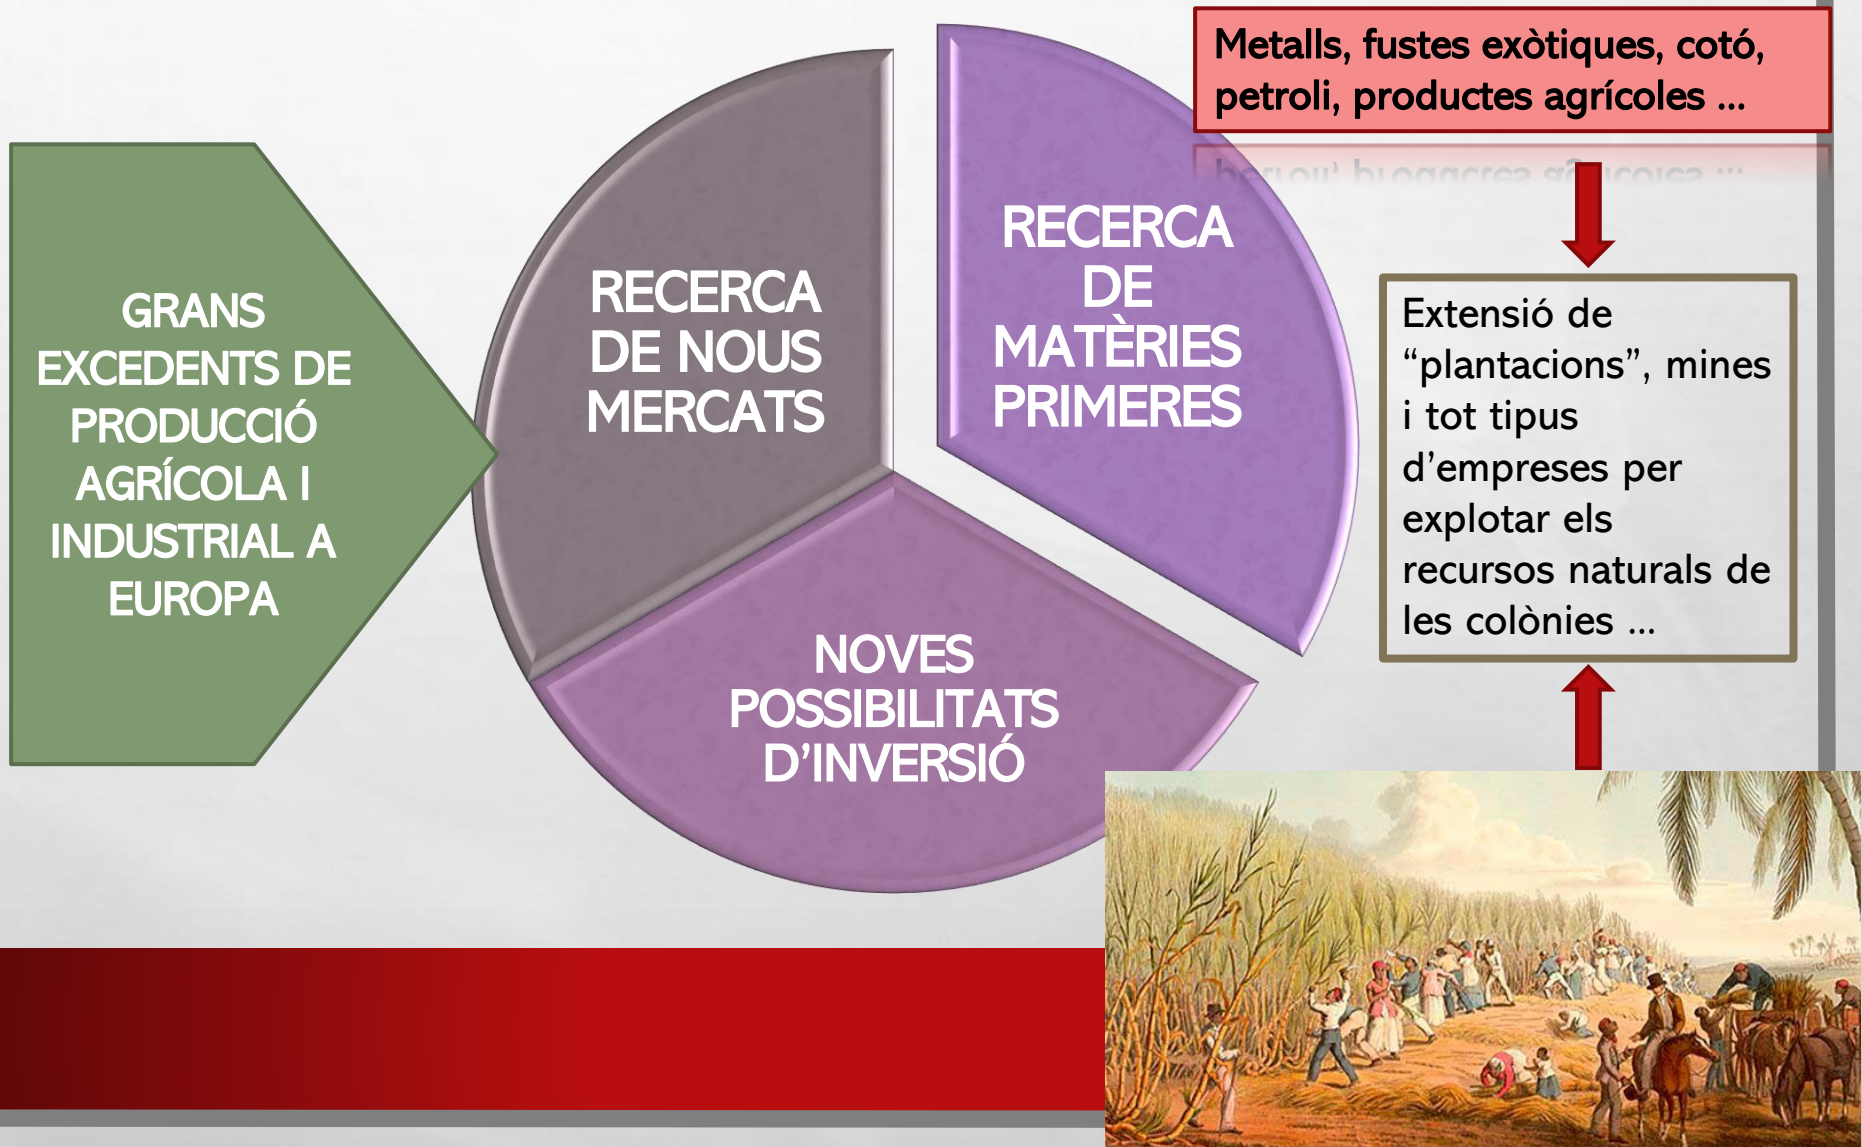 GRANS
EXCEDENTS DE
PRODUCCIÓ
AGRÍCOLA I
INDUSTRIAL A
EUROPA
RECERCA
DE NOUS
MERCATS
RECERCA
DE
MATÈRIES
PRIMERES
NOVES
POSSIBILITATS
D’INVERSIÓ
Metalls, fustes exòtiques, cotó,
petroli, productes agrícoles ...
Extensió de
“plantacions”, mines
i tot tipus
d’empreses per
explotar els
recursos naturals de
les colònies ...